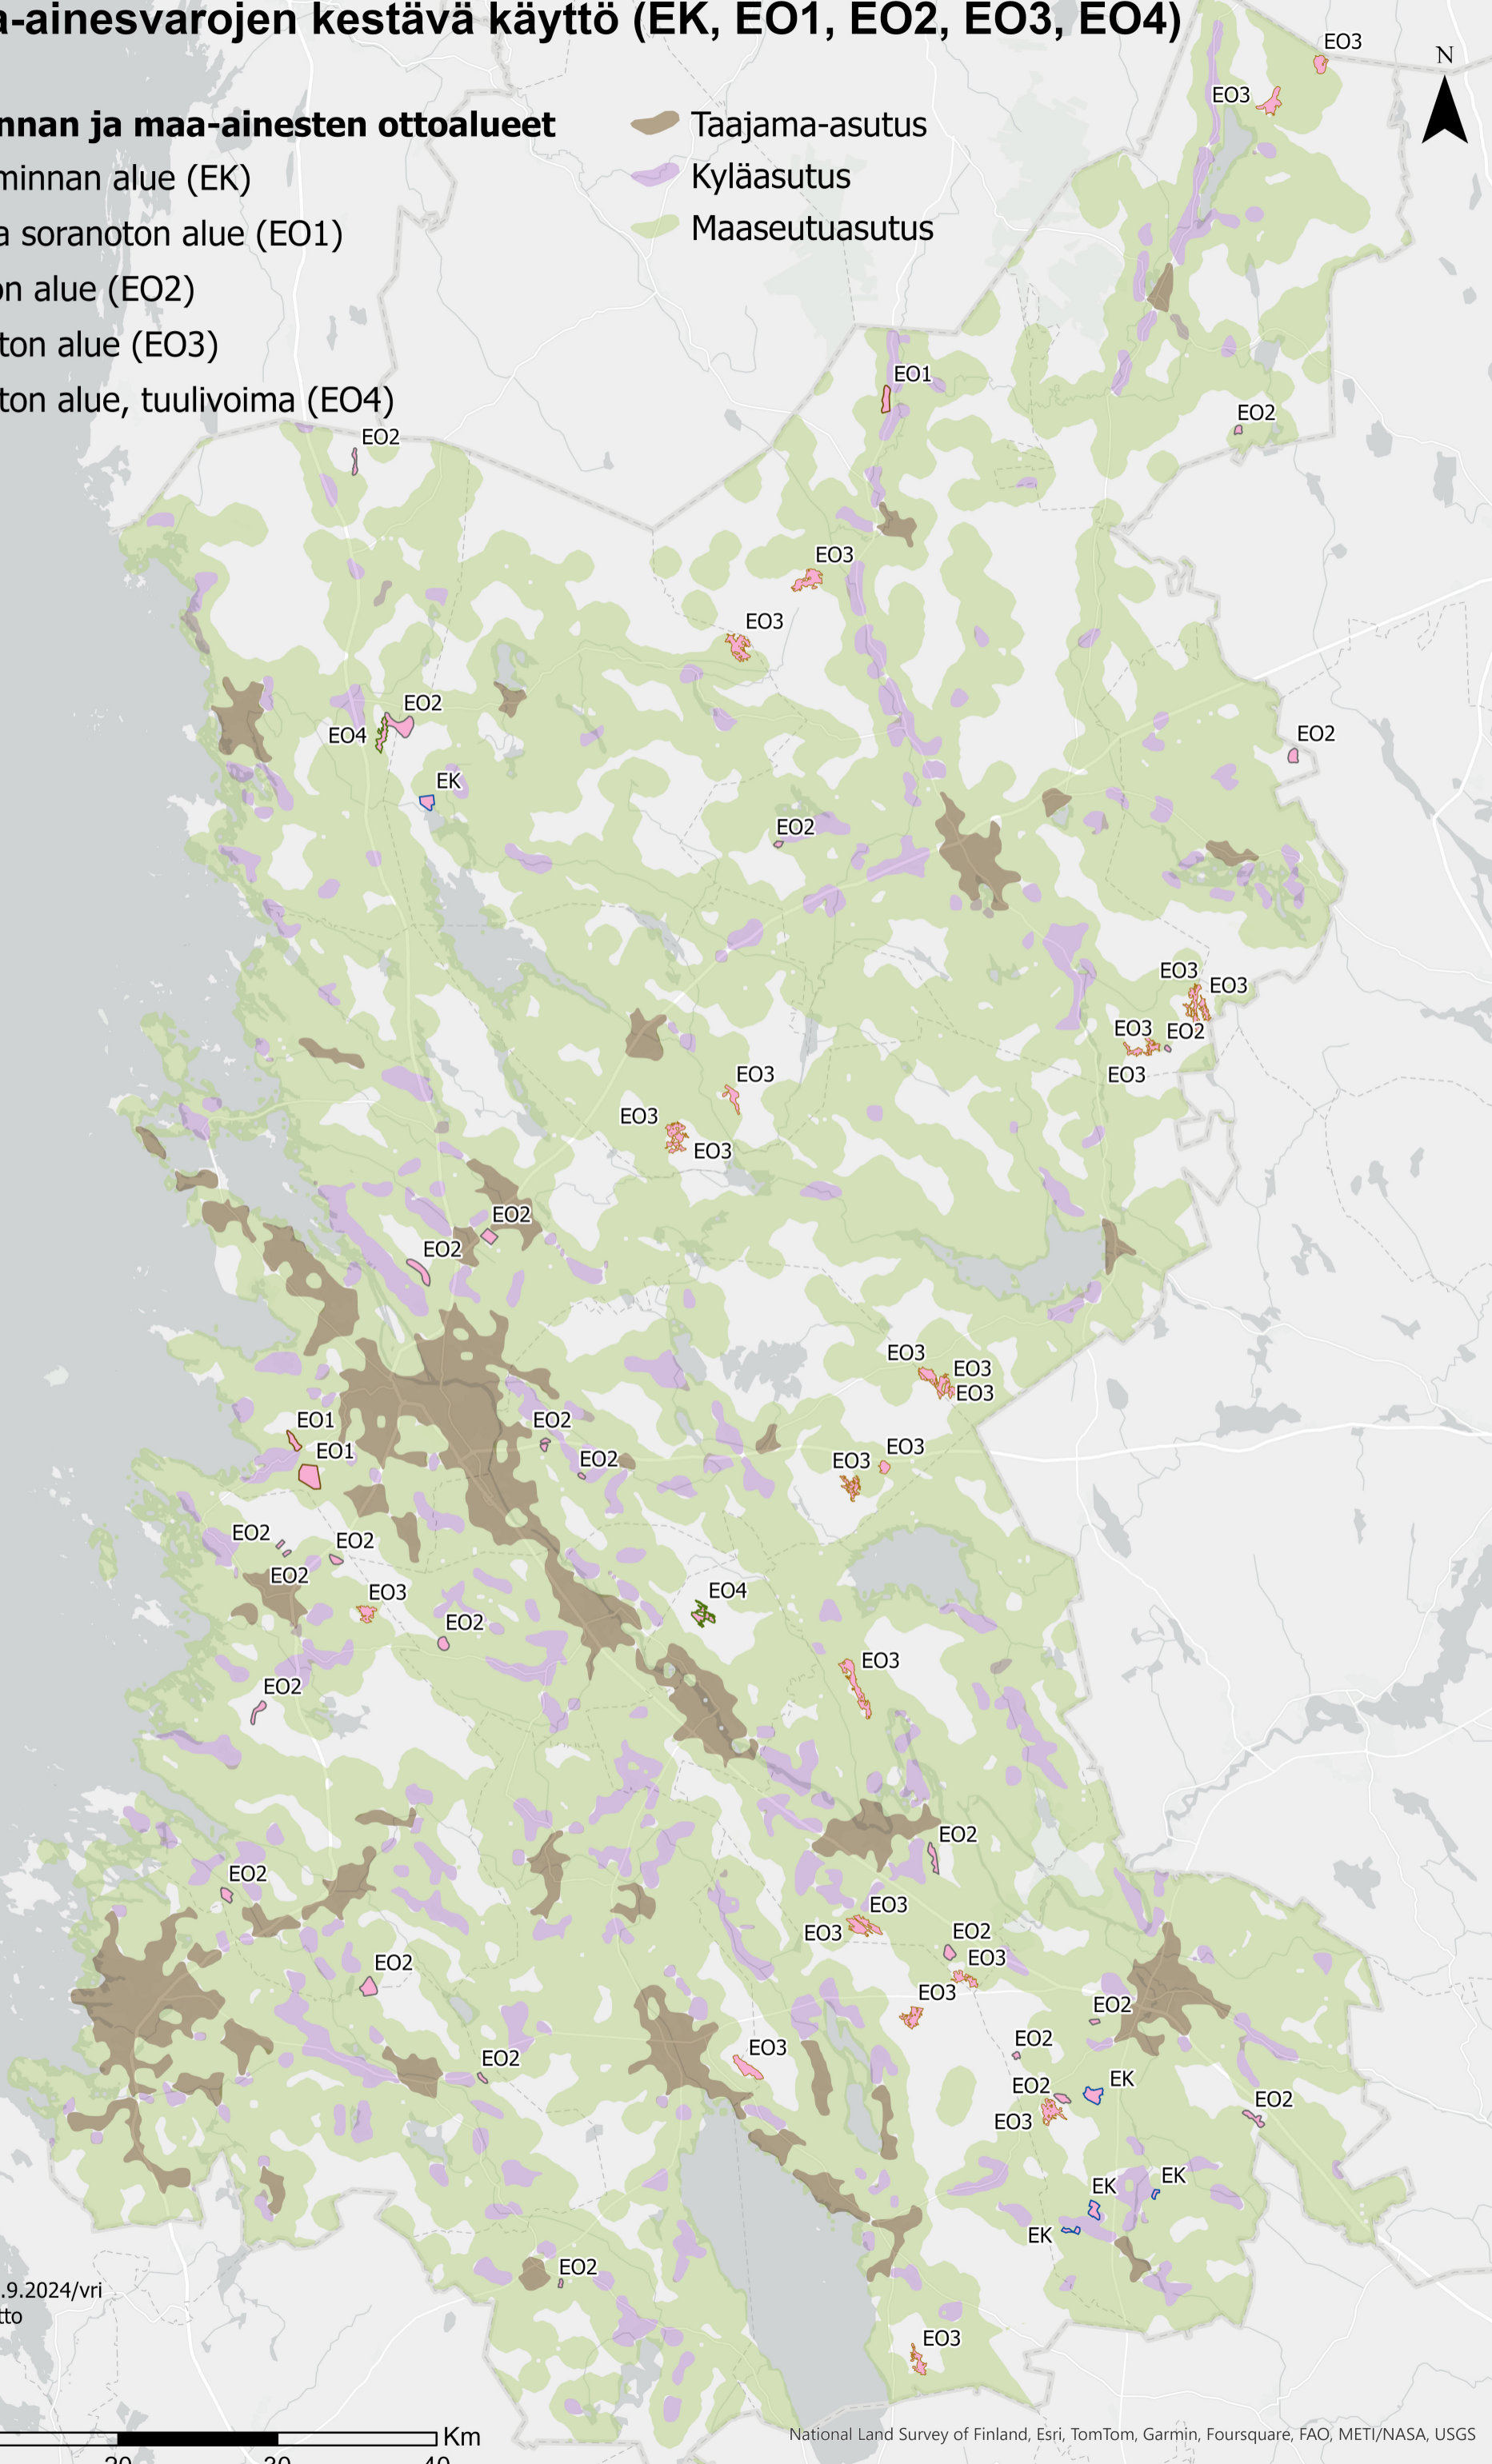 a-ainesvarojen kestävä käyttö (EK, EO1, EO2, EO3, EO4)
nnan ja maa-ainesten ottoalueet
minnan alue (EK)
a soranoton alue (EO1)
on alue (EO2)
ton alue (EO3)
ton alue, tuulivoima (EO4)
Taajama-asutus
Kyläasutus
Maaseutuasutus
N
EO3
EO3
EO1
EO2
EO2
EO3
EO3
EO2
EO4
EO2
EK
EO2
EO3
EO3
EO3
EO2
EO3
EO3
EO3
EO3
EO2
EO2
EO3
EO3
EO3
EO1
EO2
EO3
EO1
EO3
EO2
EO2
EO2
EO2
EO3
EO4
EO2
EO3
EO2
EO2
EO2
EO3
EO3
EO2
EO2
EO3
EO3
EO2
EO2
EO3
EO2
EO2
EK
EO2
EO3
EK
EK
EK
EO2
EO3
.9.2024/vri
tto
Km
20 30 40
National Land Survey of Finland, Esri, TomTom, Garmin, Foursquare, FAO, METI/NASA, USGS